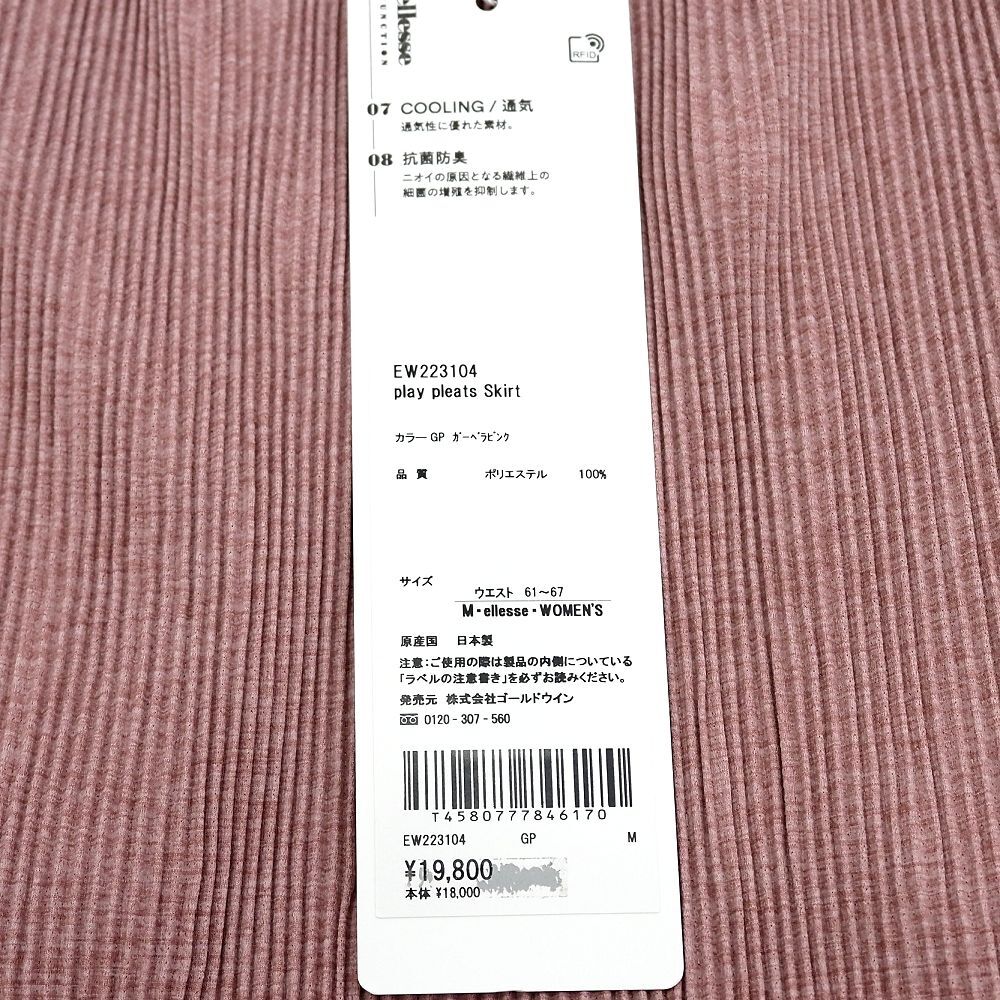 ellesse
FUNCTION
RFID
07 COOLING / 通気
通気性に優れた素材。
08 抗菌防臭
ニオイの原因となる繊維上の
細菌の増殖を抑制します。
EW223104
play pleats Skirt
カラー GP ｶﾞｰﾍﾞﾗﾋﾟﾝｸ
品 質 ポリエステル 100%
サイズ
ウエスト 61～67
M・ellesse・WOMEN'S
原産国 日本製
注意：ご使用の際は製品の内側についている
「ラベルの注意書き」を必ずお読みください。
発売元 株式会社ゴールドウイン
0120-307-560
T4580777846170
EW223104 GP M
¥19,800
本体 ¥18,000